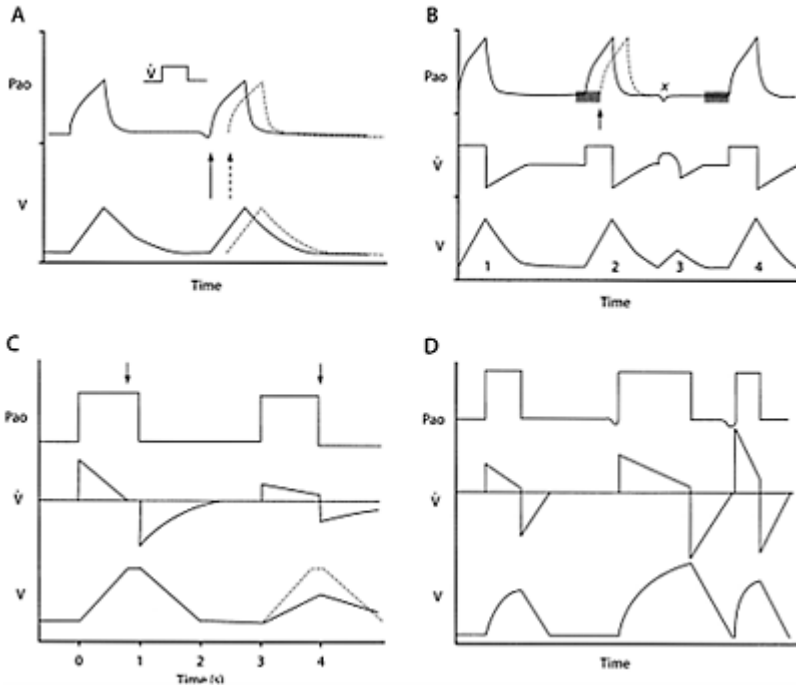 A
Pao
V̇
V
Time
B
Pao
x
V̇
V
1 2 3 4
Time
C
Pao
V̇
V
0 1 2 3 4
Time (s)
D
Pao
V̇
V
Time